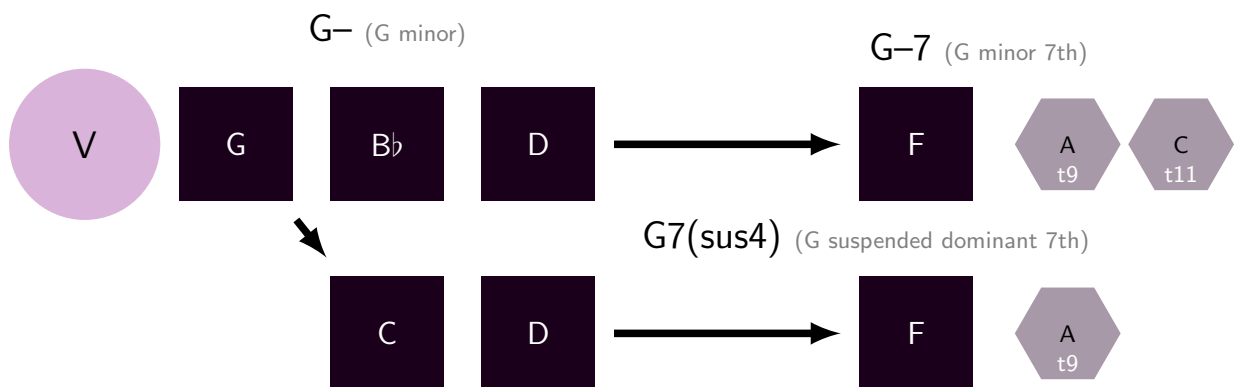 G– (G minor)
G–7 (G minor 7th)
V G B♭ D F A C
t9 t11
G7(sus4) (G suspended dominant 7th)
C D F A
t9